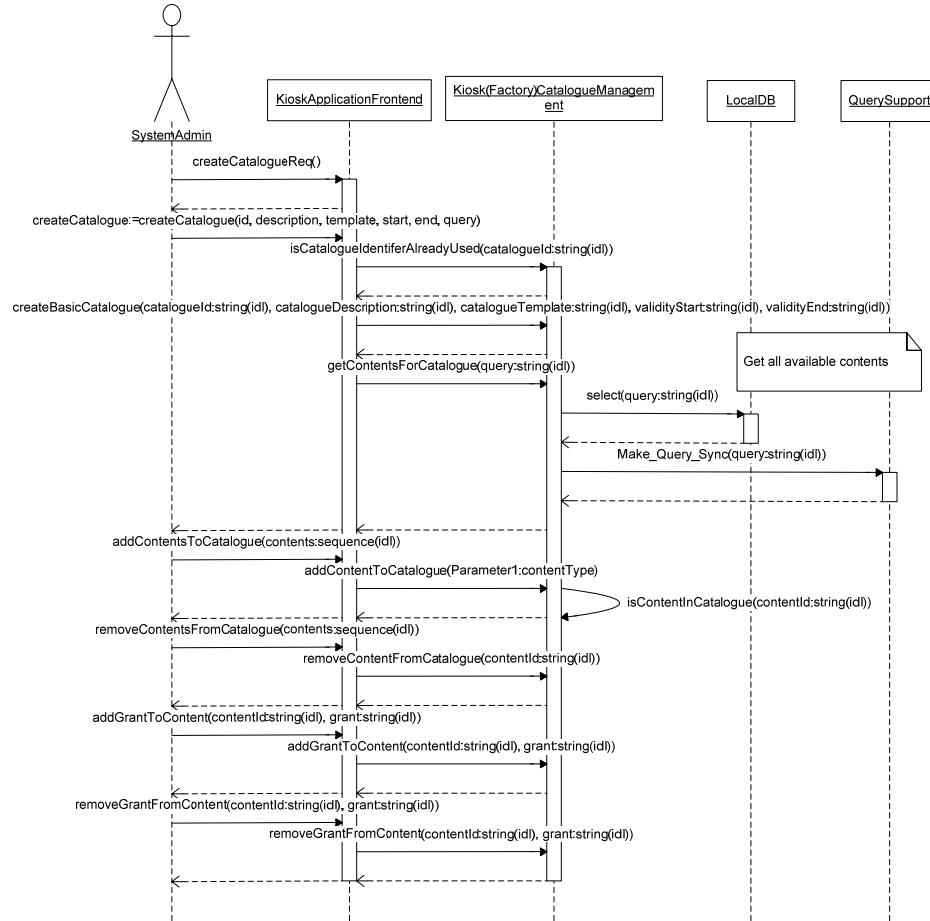 KioskApplicationFrontend
Kiosk(Factory)CatalogueManagem
ent
LocalDB
QuerySupport
SystemAdmin
createCatalogueReq()
createCatalogue:=createCatalogue(id, description, template, start, end, query)
isCatalogueIdentiferAlreadyUsed(catalogueId:string(idl))
createBasicCatalogue(catalogueId:string(idl), catalogueDescription:string(idl), catalogueTemplate:string(idl), validityStart:string(idl), validityEnd:string(idl))
Get all available contents
getContentsForCatalogue(query:string(idl))
select(query:string(idl))
Make_Query_Sync(query:string(idl))
addContentsToCatalogue(contents:sequence(idl))
addContentToCatalogue(Parameter1:contentType)
isContentInCatalogue(contentId:string(idl))
removeContentsFromCatalogue(contents:sequence(idl))
removeContentFromCatalogue(contentId:string(idl))
addGrantToContent(contentId:string(idl), grant:string(idl))
addGrantToContent(contentId:string(idl), grant:string(idl))
removeGrantFromContent(contentId:string(idl), grant:string(idl))
removeGrantFromContent(contentId:string(idl), grant:string(idl))